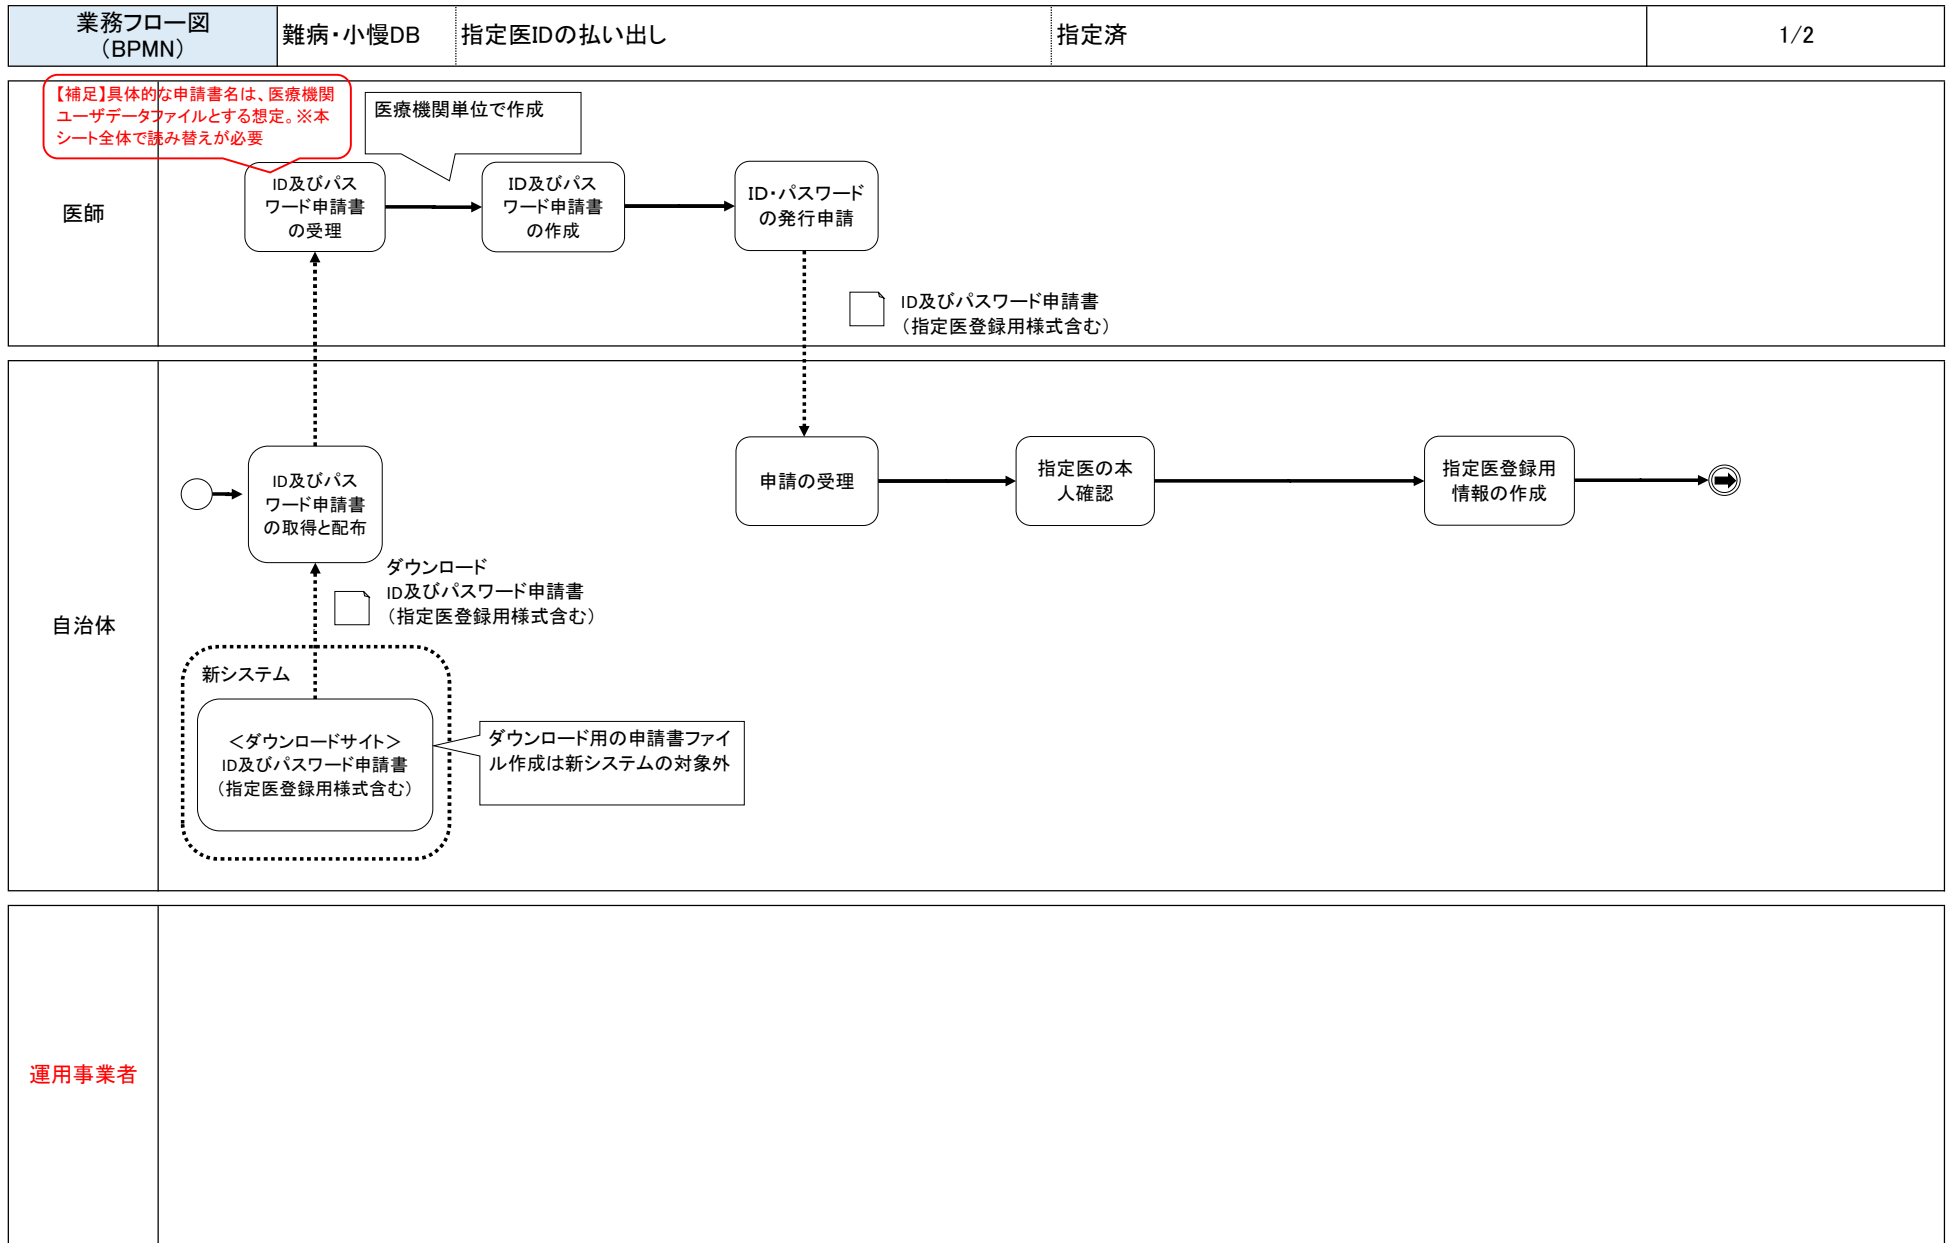 業務フロー図
（BPMN）
難病・小慢DB
指定医IDの払い出し
指定済
1/2
【補足】具体的な申請書名は、医療機関
ユーザデータファイルとする想定。※本
シート全体で読み替えが必要
医療機関単位で作成
医師
ID及びパス
ワード申請書
の受理
ID及びパス
ワード申請書
の作成
ID・パスワード
の発行申請
ID及びパスワード申請書
（指定医登録用様式含む）
自治体
ID及びパス
ワード申請書
の取得と配布
申請の受理
指定医の本
人確認
指定医登録用
情報の作成
ダウンロード
ID及びパスワード申請書
（指定医登録用様式含む）
新システム
＜ダウンロードサイト＞
ID及びパスワード申請書
（指定医登録用様式含む）
ダウンロード用の申請書ファイ
ル作成は新システムの対象外
運用事業者